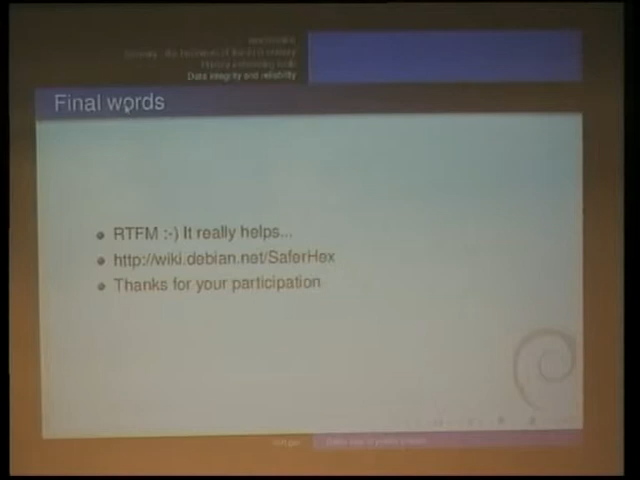 Data integrity and reliability
Final words
RTFM :-) It really helps...
http://wiki.debian.net/SaferHex
Thanks for your participation